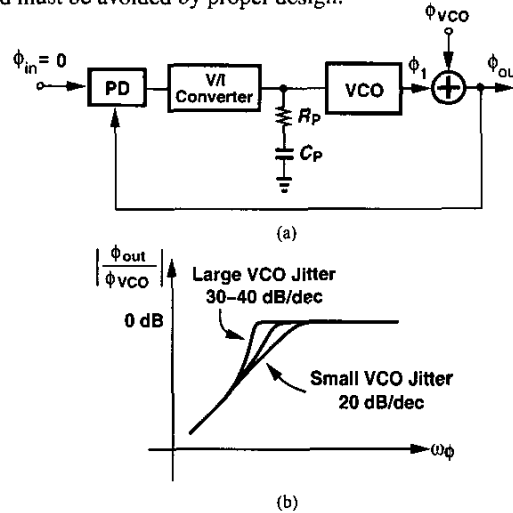 d must be avoided by proper design.
ϕVCO
ϕin = 0
PD
V/I
Converter
VCO
ϕ1
+
ϕou
RP
CP
(a)
ϕout
ϕVCO
Large VCO Jitter
30–40 dB/dec
0 dB
Small VCO Jitter
20 dB/dec
ωϕ
(b)